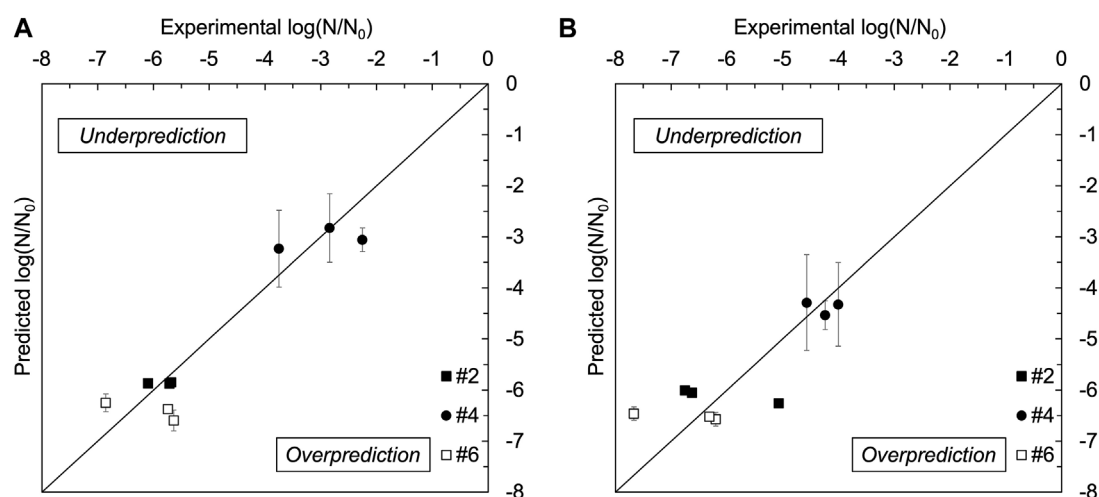 A
Experimental log(N/N₀)
-8 -7 -6 -5 -4 -3 -2 -1 0
0
-1
-2
-3
-4
-5
-6
-7
-8
Predicted log(N/N₀)
Underprediction
Overprediction
#2
#4
#6
B
Experimental log(N/N₀)
-8 -7 -6 -5 -4 -3 -2 -1 0
0
-1
-2
-3
-4
-5
-6
-7
-8
Predicted log(N/N₀)
Underprediction
Overprediction
#2
#4
#6